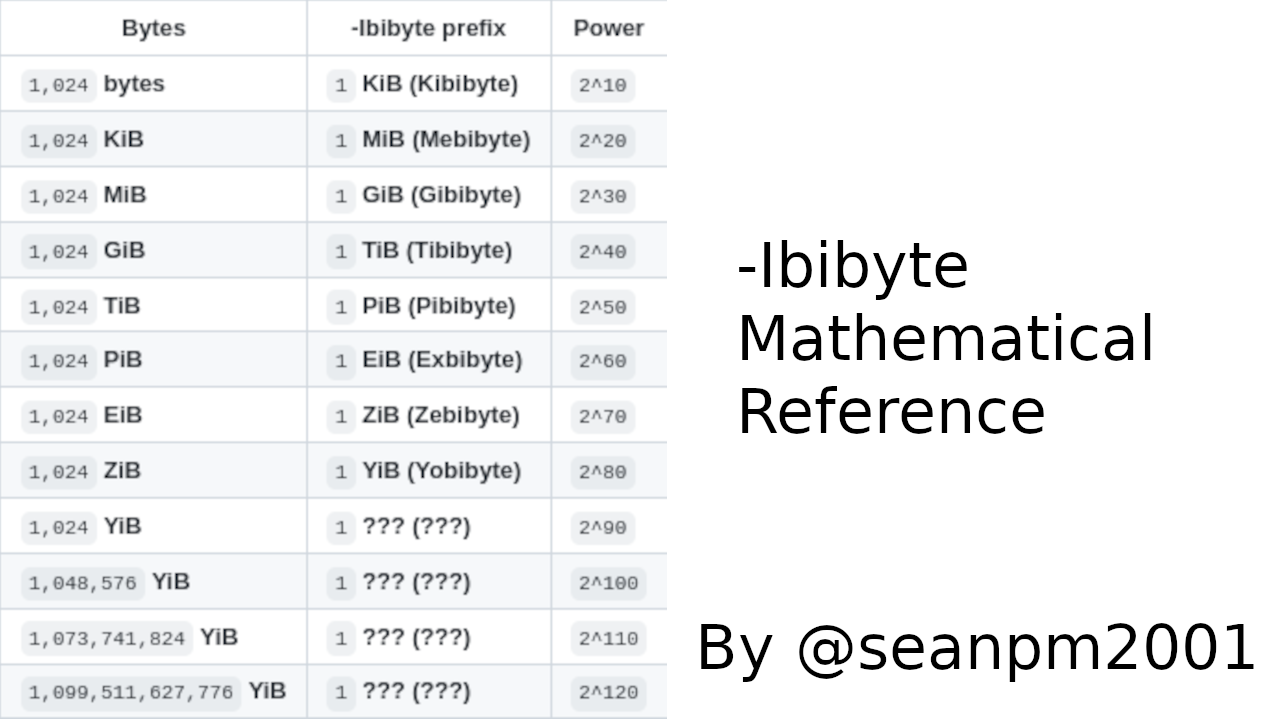 Bytes -Ibibyte prefix Power
1,024 bytes 1 KiB (Kibibyte) 2^10
1,024 KiB 1 MiB (Mebibyte) 2^20
1,024 MiB 1 GiB (Gibibyte) 2^30
1,024 GiB 1 TiB (Tibibyte) 2^40
1,024 TiB 1 PiB (Pibibyte) 2^50
1,024 PiB 1 EiB (Exbibyte) 2^60
1,024 EiB 1 ZiB (Zebibyte) 2^70
1,024 ZiB 1 YiB (Yobibyte) 2^80
1,024 YiB 1 ??? (???) 2^90
1,048,576 YiB 1 ??? (???) 2^100
1,073,741,824 YiB 1 ??? (???) 2^110
1,099,511,627,776 YiB 1 ??? (???) 2^120
-Ibibyte
Mathematical
Reference
By @seanpm2001